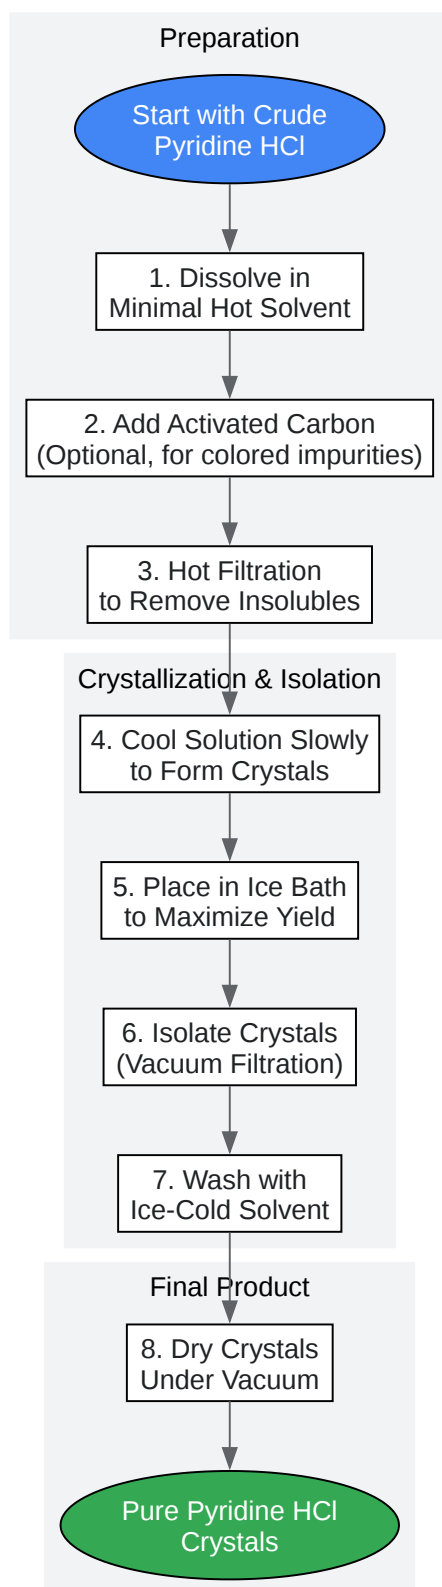 Preparation
Start with Crude
Pyridine HCl
1. Dissolve in
Minimal Hot Solvent
2. Add Activated Carbon
(Optional, for colored impurities)
3. Hot Filtration
to Remove Insolubles
Crystallization & Isolation
4. Cool Solution Slowly
to Form Crystals
5. Place in Ice Bath
to Maximize Yield
6. Isolate Crystals
(Vacuum Filtration)
7. Wash with
Ice-Cold Solvent
Final Product
8. Dry Crystals
Under Vacuum
Pure Pyridine HCl
Crystals